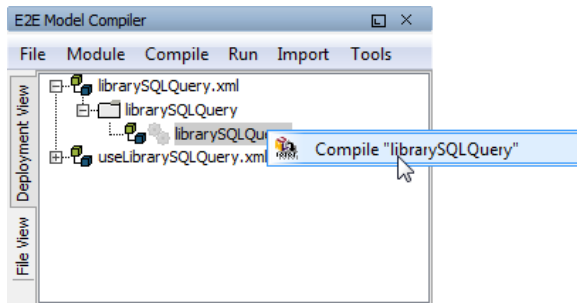 E2E Model Compiler
File Module Compile Run Import Tools
Deployment View
File View
librarySQLQuery.xml
librarySQLQuery
librarySQLQu
Compile "librarySQLQuery"
useLibrarySQLQuery.xml